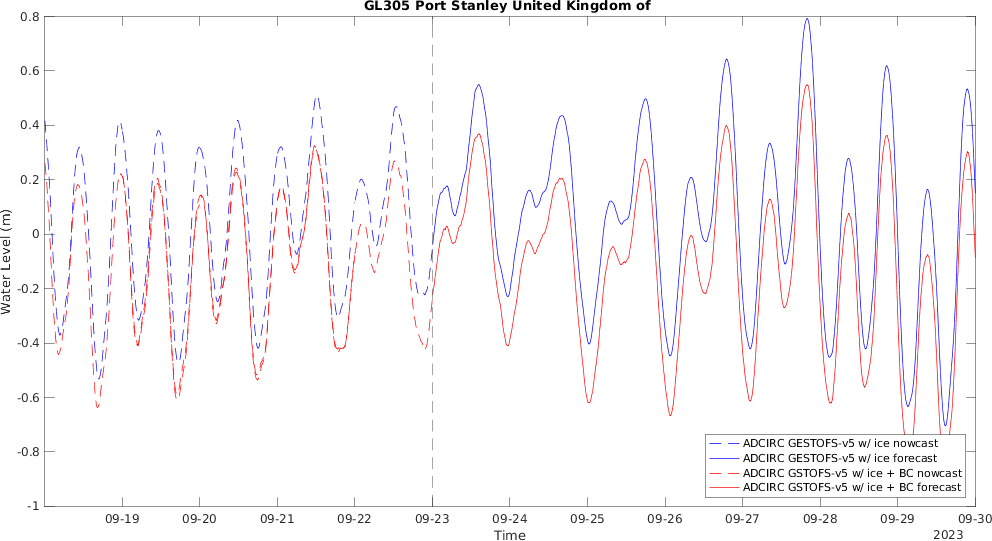 GL305 Port Stanley United Kingdom of
0.8
0.6
0.4
0.2
0
-0.2
-0.4
-0.6
-0.8
-1
Water Level (m)
ADCIRC GESTOFS-v5 w/ ice nowcast
ADCIRC GESTOFS-v5 w/ ice forecast
ADCIRC GSTOFS-v5 w/ ice + BC nowcast
ADCIRC GSTOFS-v5 w/ ice + BC forecast
09-19 09-20 09-21 09-22 09-23 09-24 09-25 09-26 09-27 09-28 09-29 09-30
Time
2023